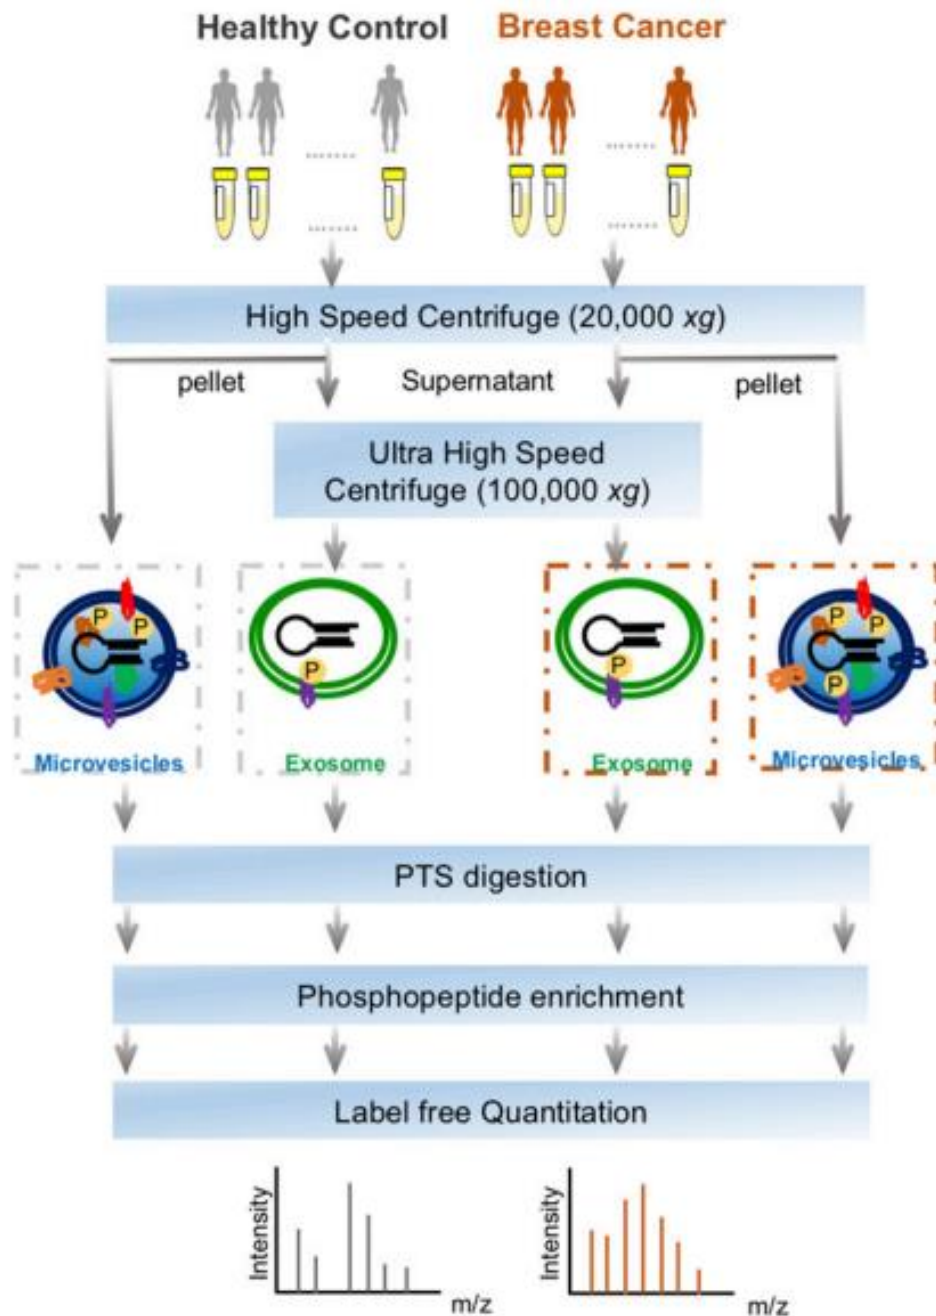 Healthy Control
Breast Cancer
High Speed Centrifuge (20,000 xg)
pellet
Supernatant
pellet
Ultra High Speed
Centrifuge (100,000 xg)
P
P
P
P
P
P
P
Microvesicles
Exosome
Exosome
Microvesicles
PTS digestion
Phosphopeptide enrichment
Label free Quantitation
Intensity
m/z
Intensity
m/z